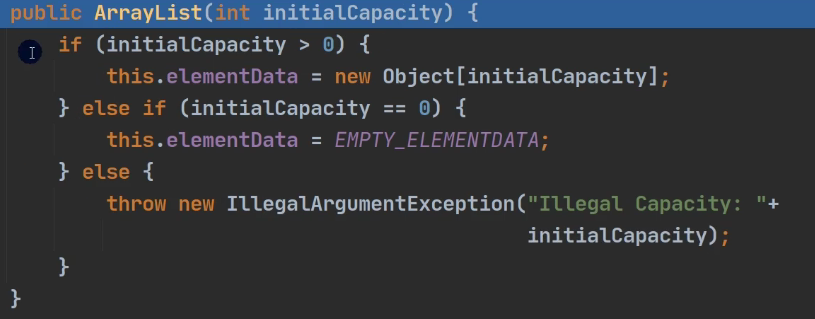 public ArrayList(int initialCapacity) {
if (initialCapacity > 0) {
this.elementData = new Object[initialCapacity];
} else if (initialCapacity == 0) {
this.elementData = EMPTY_ELEMENTDATA;
} else {
throw new IllegalArgumentException("Illegal Capacity: "+
initialCapacity);
}
}